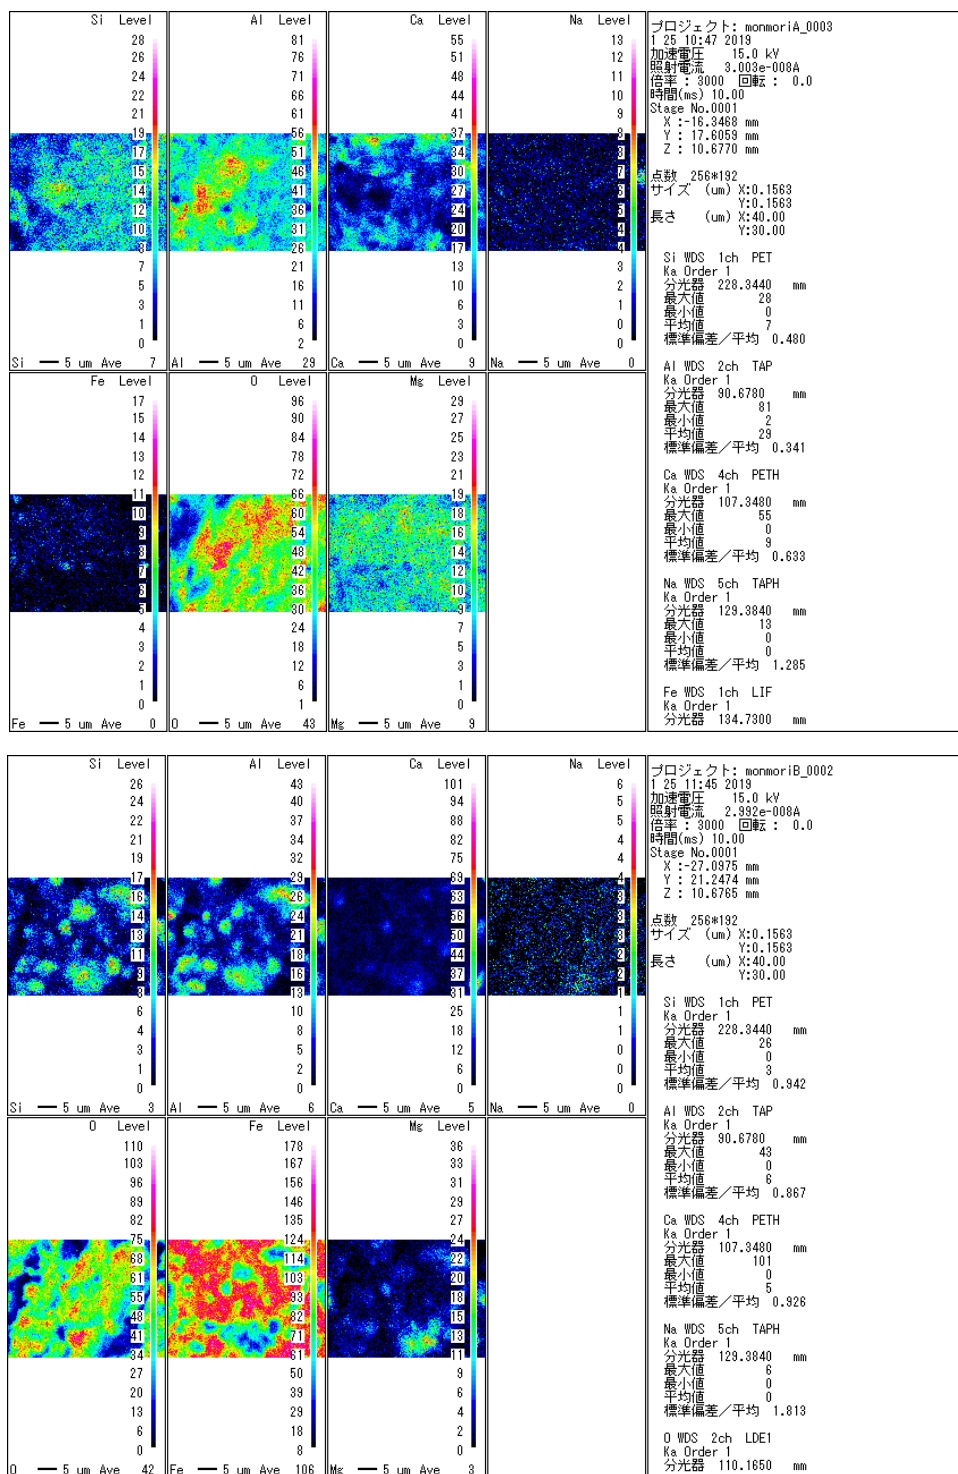 Si Level
28
26
24
22
21
19
17
15
14
12
10
8
7
5
3
1
0
Si 5 um Ave 7
Al Level
81
76
71
66
61
56
51
46
41
36
31
26
21
16
11
6
2
Al 5 um Ave 29
Ca Level
55
51
48
44
41
37
34
30
27
24
20
17
13
10
6
3
0
Ca 5 um Ave 9
Na Level
13
12
11
10
9
8
8
7
6
5
4
4
3
2
1
0
Na 5 um Ave 0
Fe Level
17
15
14
13
12
11
10
9
8
7
6
5
4
3
2
1
0
Fe 5 um Ave 0
O Level
96
90
84
78
72
66
60
54
48
42
36
30
24
18
12
6
1
O 5 um Ave 43
Mg Level
29
27
25
23
21
19
18
16
14
12
10
9
7
5
3
1
0
Mg 5 um Ave 9
プロジェクト: monmoriA_0003
1 25 10:47 2019
加速電圧 15.0 kV
照射電流 3.003e-008A
倍率 : 3000 回転 : 0.0
時間(ms) 10.00
Stage No.0001
X :-16.3468 mm
Y : 17.6059 mm
Z : 10.6770 mm
点数 256*192
サイズ (um) X:0.1563
Y:0.1563
長さ (um) X:40.00
Y:30.00
Si WDS 1ch PET
Ka Order 1
分光器 228.3440 mm
最大値 28
最小値 0
平均値 7
標準偏差／平均 0.480
Al WDS 2ch TAP
Ka Order 1
分光器 90.6780 mm
最大値 81
最小値 2
平均値 29
標準偏差／平均 0.341
Ca WDS 4ch PETH
Ka Order 1
分光器 107.3480 mm
最大値 55
最小値 0
平均値 9
標準偏差／平均 0.633
Na WDS 5ch TAPH
Ka Order 1
分光器 129.3840 mm
最大値 13
最小値 0
平均値 0
標準偏差／平均 1.285
Fe WDS 1ch LIF
Ka Order 1
分光器 134.7300 mm
Si Level
26
24
22
21
19
17
16
14
13
11
9
8
6
4
3
1
0
Si 5 um Ave 3
Al Level
43
40
37
34
32
29
26
24
21
18
16
13
10
8
5
2
0
Al 5 um Ave 6
Ca Level
101
94
88
82
75
69
63
56
50
44
37
31
25
18
12
6
0
Ca 5 um Ave 5
Na Level
6
5
5
4
4
4
3
3
3
2
2
1
1
1
0
0
Na 5 um Ave 0
O Level
110
103
96
89
82
75
68
61
55
48
41
34
27
20
13
6
0
O 5 um Ave 42
Fe Level
178
167
156
146
135
124
114
103
93
82
71
61
50
39
29
18
8
Fe 5 um Ave 106
Mg Level
36
33
31
29
27
24
22
20
18
15
13
11
9
6
4
2
0
Mg 5 um Ave 3
プロジェクト: monmoriB_0002
1 25 11:45 2019
加速電圧 15.0 kV
照射電流 2.992e-008A
倍率 : 3000 回転 : 0.0
時間(ms) 10.00
Stage No.0001
X :-27.0975 mm
Y : 21.2474 mm
Z : 10.6765 mm
点数 256*192
サイズ (um) X:0.1563
Y:0.1563
長さ (um) X:40.00
Y:30.00
Si WDS 1ch PET
Ka Order 1
分光器 228.3440 mm
最大値 26
最小値 0
平均値 3
標準偏差／平均 0.942
Al WDS 2ch TAP
Ka Order 1
分光器 90.6780 mm
最大値 43
最小値 0
平均値 6
標準偏差／平均 0.867
Ca WDS 4ch PETH
Ka Order 1
分光器 107.3480 mm
最大値 101
最小値 0
平均値 5
標準偏差／平均 0.926
Na WDS 5ch TAPH
Ka Order 1
分光器 129.3840 mm
最大値 6
最小値 0
平均値 0
標準偏差／平均 1.813
O WDS 2ch LDE1
Ka Order 1
分光器 110.1650 mm